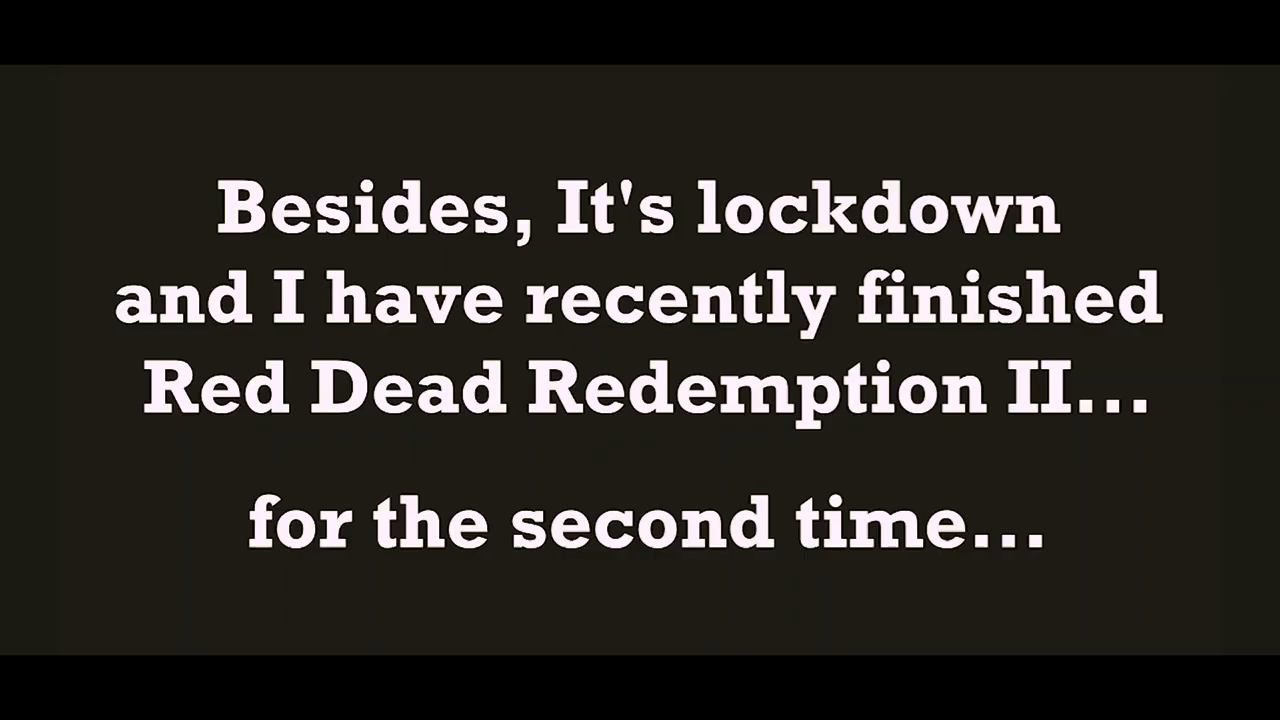 Besides, It's lockdown
and I have recently finished
Red Dead Redemption II...
for the second time...